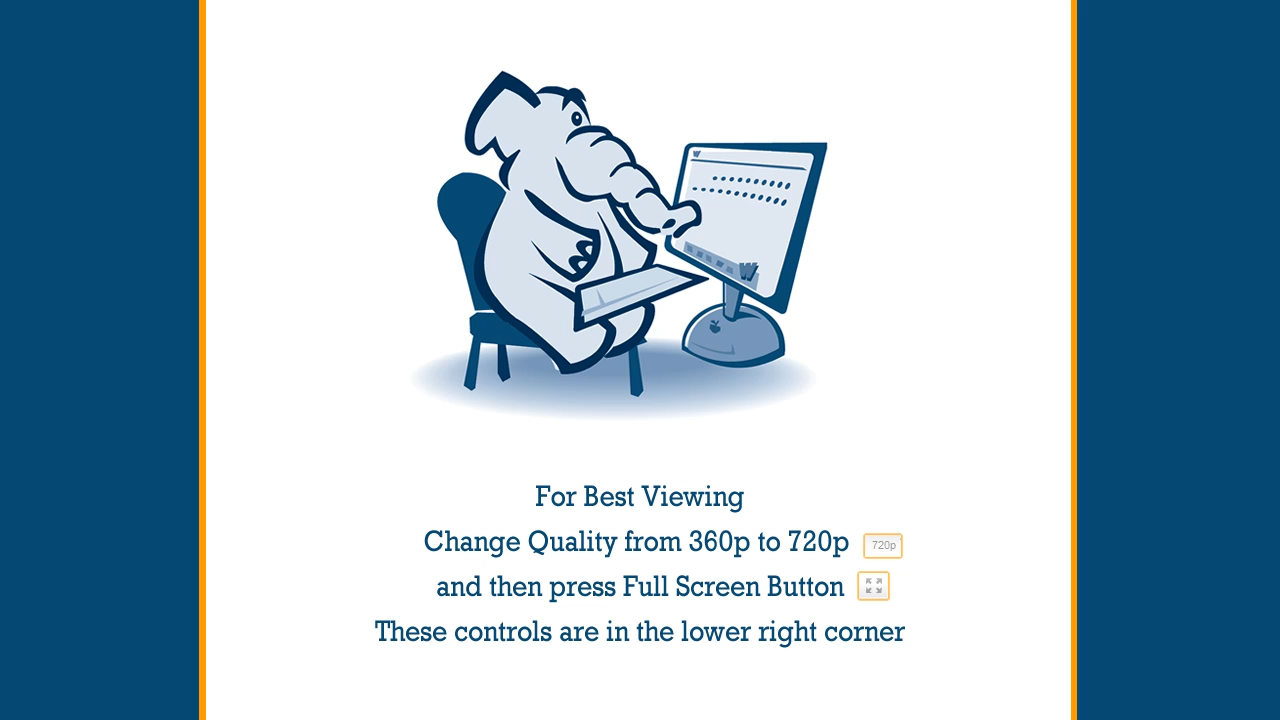 W
W
For Best Viewing
Change Quality from 360p to 720p 720p
and then press Full Screen Button
These controls are in the lower right corner